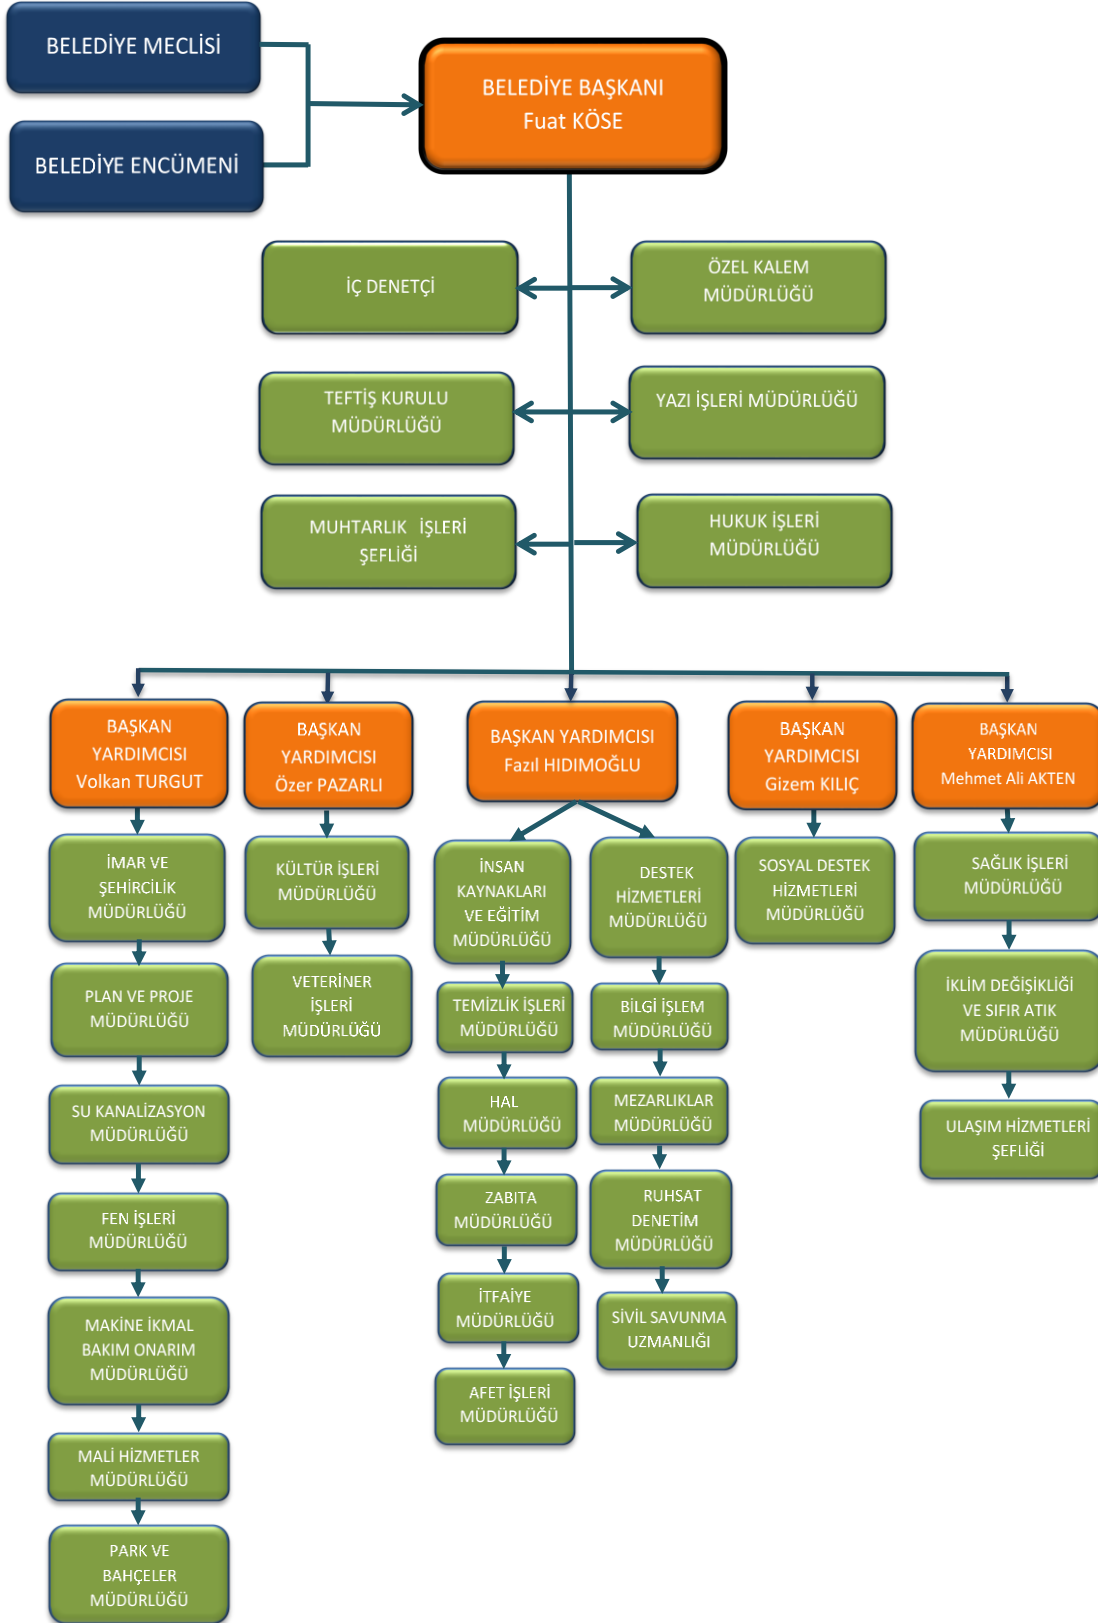 BELEDİYE MECLİSİ
BELEDİYE ENCÜMENİ
BELEDİYE BAŞKANI
Fuat KÖSE
İÇ DENETÇİ
ÖZEL KALEM
MÜDÜRLÜĞÜ
TEFTİŞ KURULU
MÜDÜRLÜĞÜ
YAZI İŞLERİ MÜDÜRLÜĞÜ
MUHTARLIK İŞLERİ
ŞEFLİĞİ
HUKUK İŞLERİ
MÜDÜRLÜĞÜ
BAŞKAN
YARDIMCISI
Volkan TURGUT
İMAR VE
ŞEHİRCİLİK
MÜDÜRLÜĞÜ
PLAN VE PROJE
MÜDÜRLÜĞÜ
SU KANALİZASYON
MÜDÜRLÜĞÜ
FEN İŞLERİ
MÜDÜRLÜĞÜ
MAKİNE İKMAL
BAKIM ONARIM
MÜDÜRLÜĞÜ
MALİ HİZMETLER
MÜDÜRLÜĞÜ
PARK VE
BAHÇELER
MÜDÜRLÜĞÜ
BAŞKAN
YARDIMCISI
Özer PAZARLI
KÜLTÜR İŞLERİ
MÜDÜRLÜĞÜ
VETERİNER
İŞLERİ
MÜDÜRLÜĞÜ
BAŞKAN YARDIMCISI
Fazıl HIDIMOĞLU
İNSAN
KAYNAKLARI
VE EĞİTİM
MÜDÜRLÜĞÜ
TEMİZLİK İŞLERİ
MÜDÜRLÜĞÜ
HAL
MÜDÜRLÜĞÜ
ZABITA
MÜDÜRLÜĞÜ
İTFAİYE
MÜDÜRLÜĞÜ
AFET İŞLERİ
MÜDÜRLÜĞÜ
DESTEK
HİZMETLERİ
MÜDÜRLÜĞÜ
BİLGİ İŞLEM
MÜDÜRLÜĞÜ
MEZARLIKLAR
MÜDÜRLÜĞÜ
RUHSAT
DENETİM
MÜDÜRLÜĞÜ
SİVİL SAVUNMA
UZMANLIĞI
BAŞKAN
YARDIMCISI
Gizem KILIÇ
SOSYAL DESTEK
HİZMETLERİ
MÜDÜRLÜĞÜ
BAŞKAN
YARDIMCISI
Mehmet Ali AKTEN
SAĞLIK İŞLERİ
MÜDÜRLÜĞÜ
İKLİM DEĞİŞİKLİĞİ
VE SIFIR ATIK
MÜDÜRLÜĞÜ
ULAŞIM HİZMETLERİ
ŞEFLİĞİ